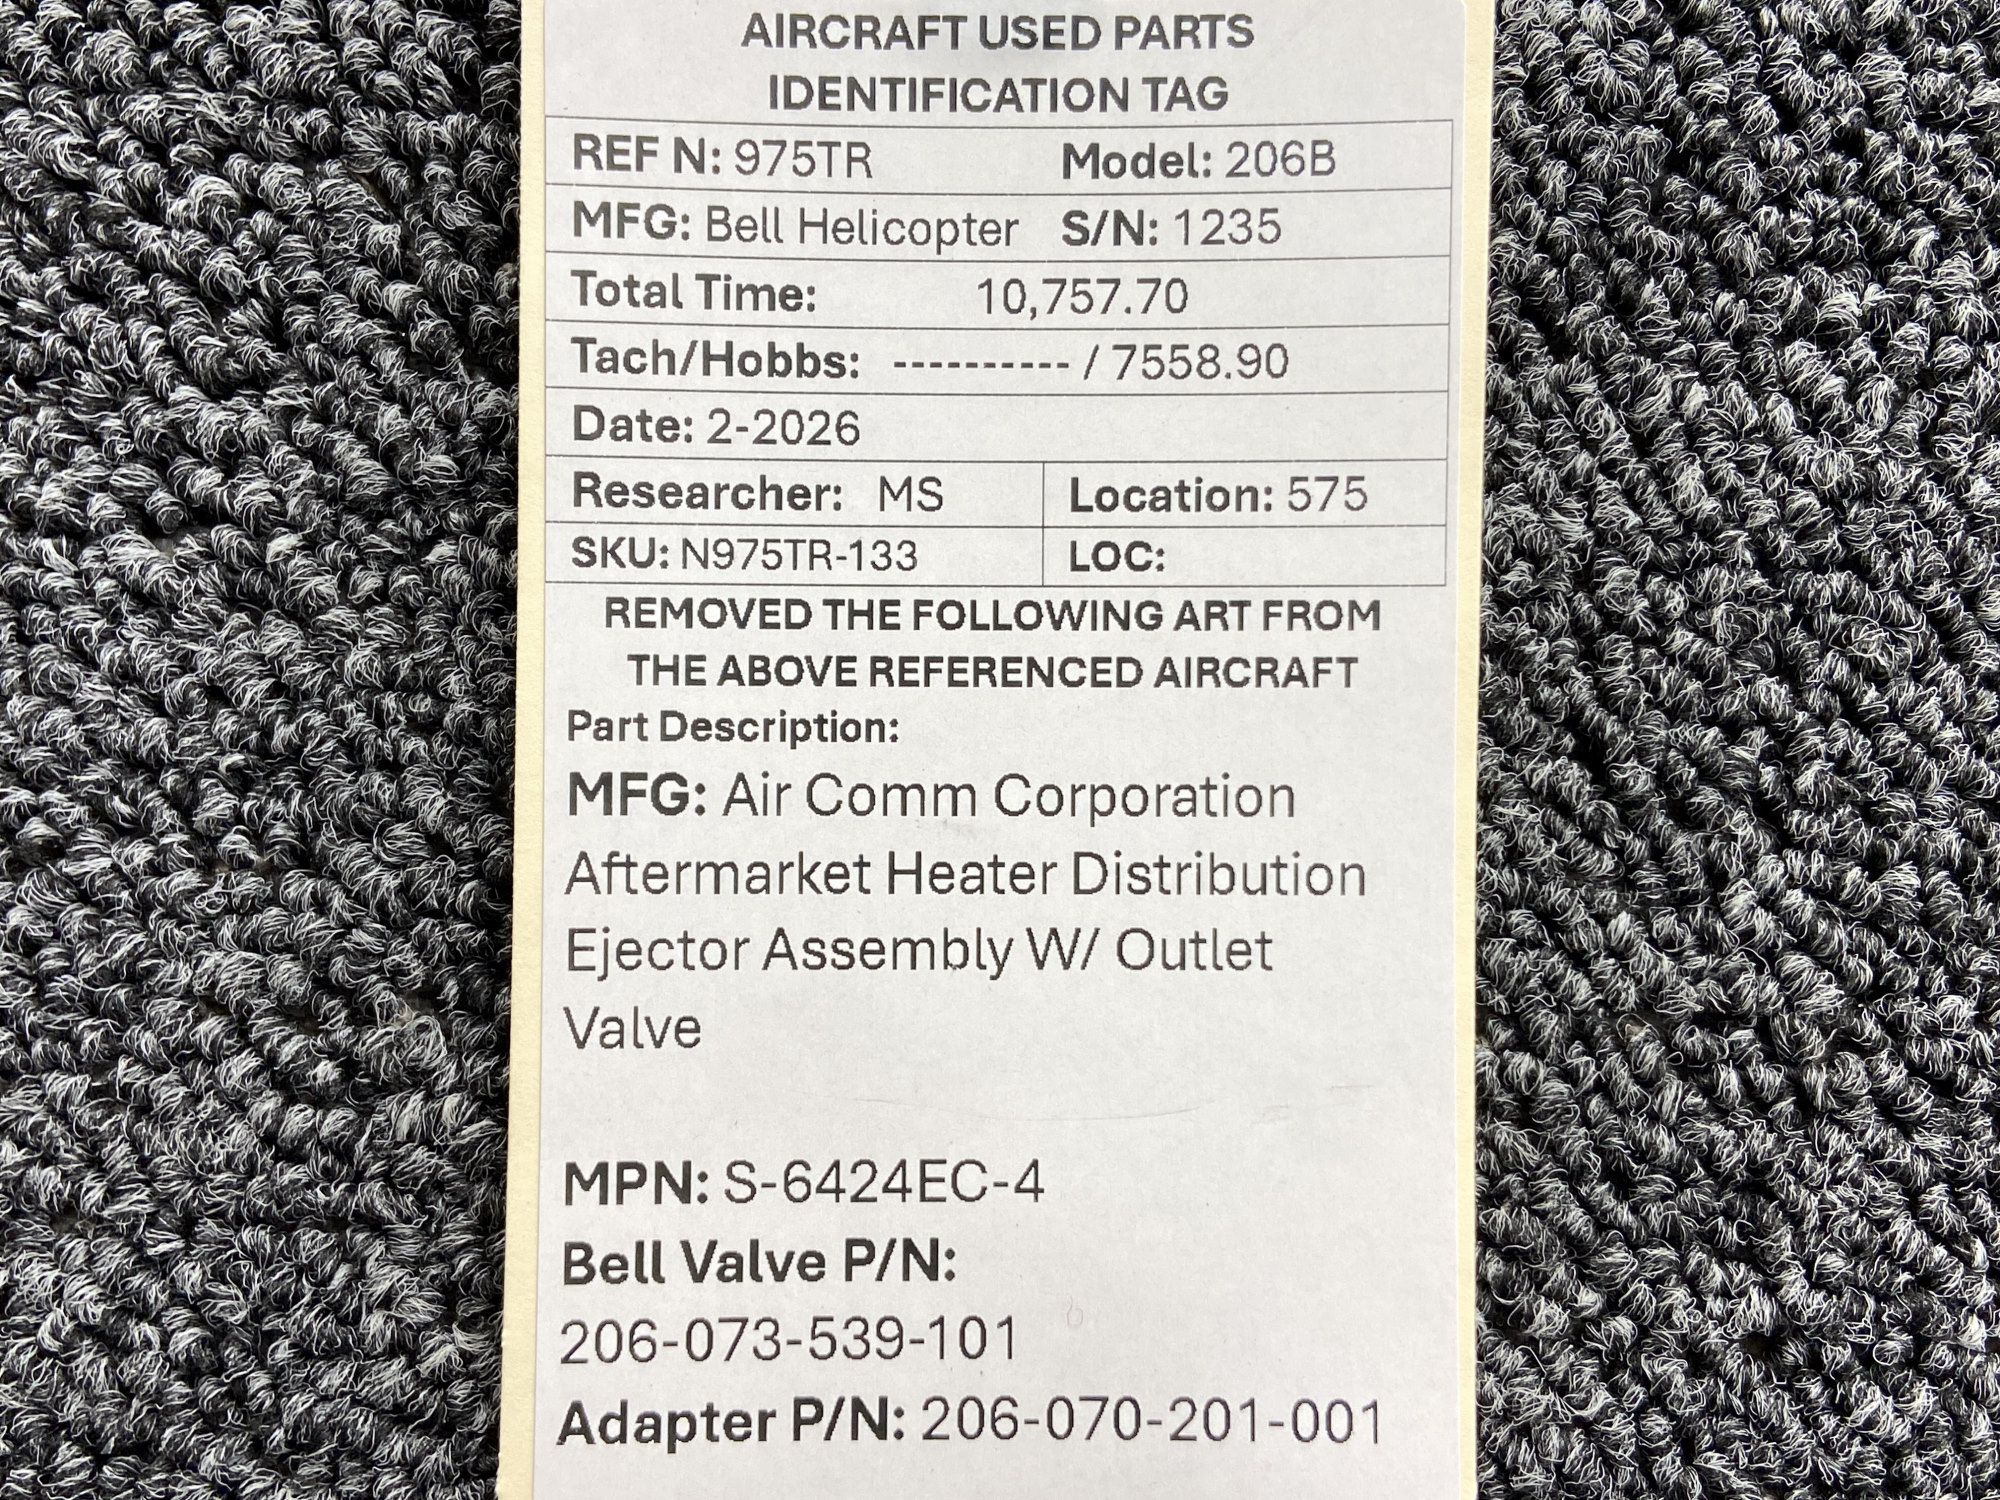 AIRCRAFT USED PARTS
IDENTIFICATION TAG
REF N: 975TR Model: 206B
MFG: Bell Helicopter S/N: 1235
Total Time: 10,757.70
Tach/Hobbs: ---------- / 7558.90
Date: 2-2026
Researcher: MS Location: 575
SKU: N975TR-133 LOC:
REMOVED THE FOLLOWING ART FROM
THE ABOVE REFERENCED AIRCRAFT
Part Description:
MFG: Air Comm Corporation
Aftermarket Heater Distribution
Ejector Assembly W/ Outlet
Valve
MPN: S-6424EC-4
Bell Valve P/N:
206-073-539-101
Adapter P/N: 206-070-201-001